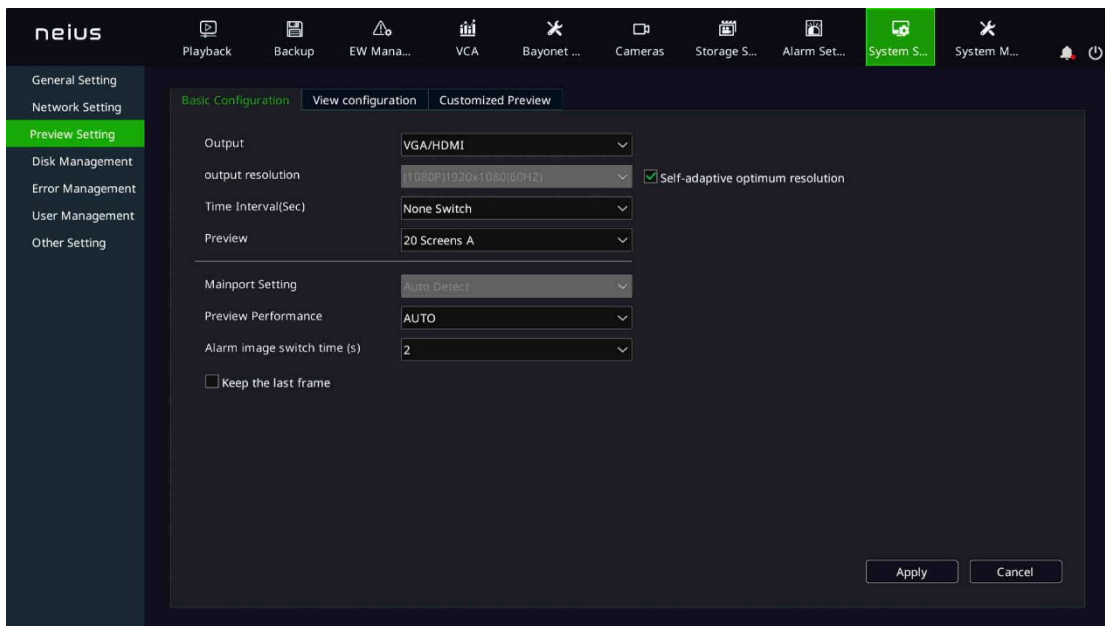 neius
Playback Backup EW Mana... VCA Bayonet ... Cameras Storage S... Alarm Set... System S... System M...
General Setting
Network Setting
Preview Setting
Disk Management
Error Management
User Management
Other Setting
Basic Configuration View configuration Customized Preview
Output VGA/HDMI
output resolution (1080P)1920x1080(60HZ) Self-adaptive optimum resolution
Time Interval(Sec) None Switch
Preview 20 Screens A
Mainport Setting Auto Detect
Preview Performance AUTO
Alarm image switch time (s) 2
Keep the last frame
Apply Cancel